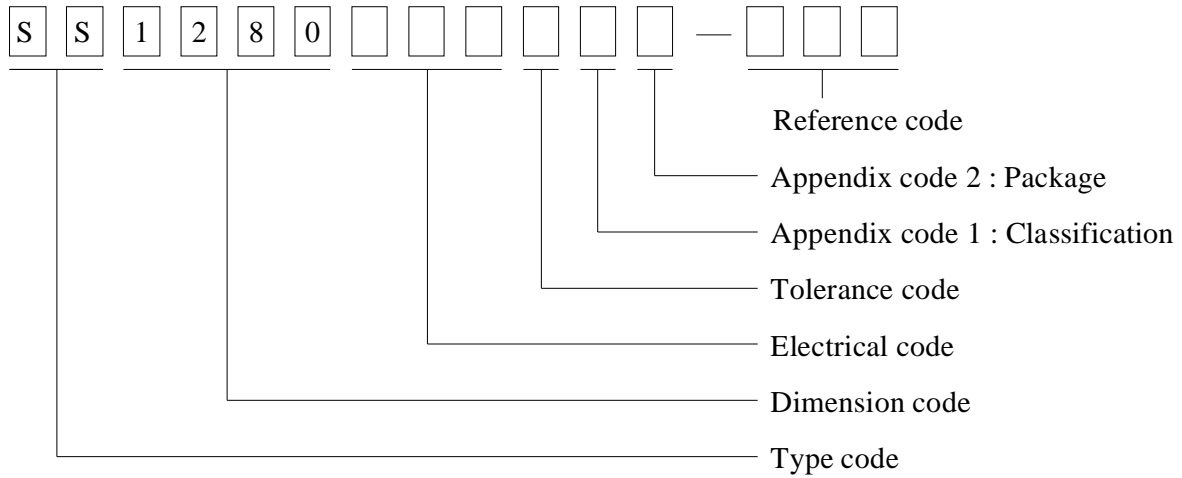 S S 1 2 8 0 —
Reference code
Appendix code 2 : Package
Appendix code 1 : Classification
Tolerance code
Electrical code
Dimension code
Type code